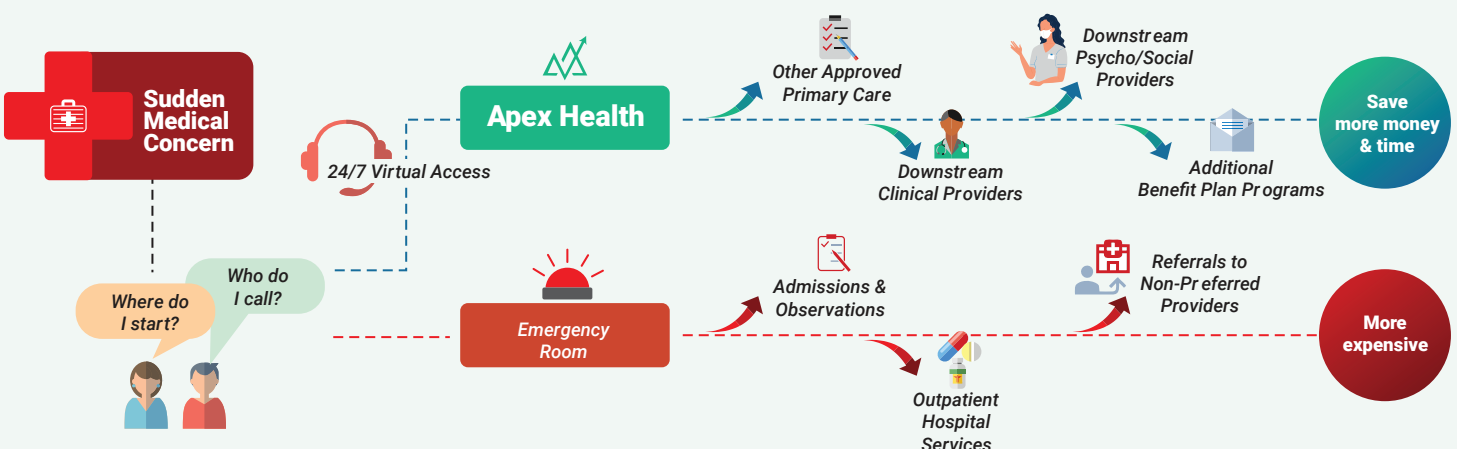 Sudden
Medical
Concern
Where do
I start?
Who do
I call?
24/7 Virtual Access
Apex Health
Other Approved
Primary Care
Downstream
Clinical Providers
Downstream
Psycho/Social
Providers
Additional
Benefit Plan Programs
Save
more money
& time
Emergency
Room
Admissions &
Observations
Outpatient
Hospital
Services
Referrals to
Non-Preferred
Providers
More
expensive